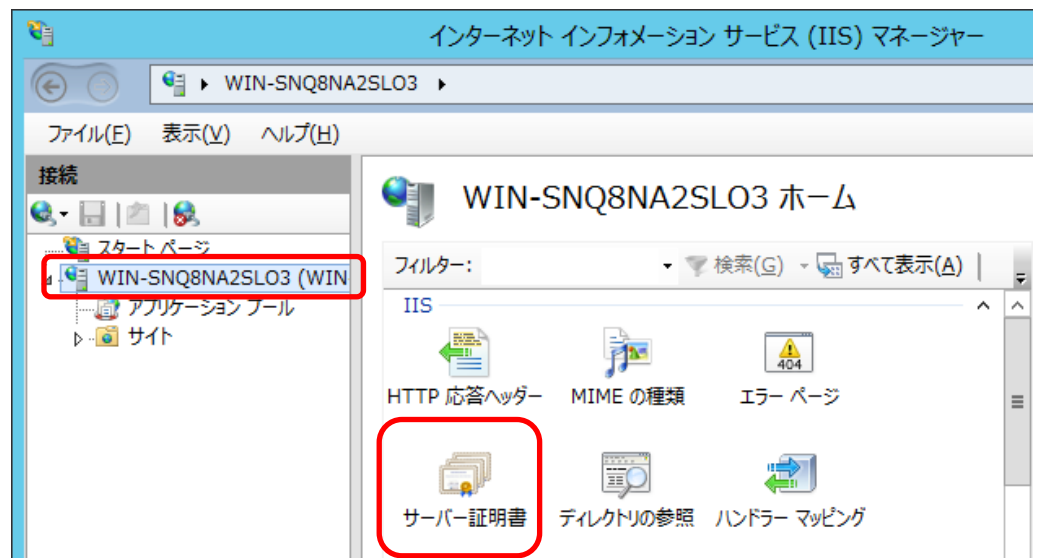 インターネット インフォメーション サービス (IIS) マネージャー
WIN-SNQ8NA2SLO3
ファイル(F) 表示(V) ヘルプ(H)
接続
スタート ページ
WIN-SNQ8NA2SLO3 (WIN
アプリケーション プール
サイト
WIN-SNQ8NA2SLO3 ホーム
フィルター: 検索(G) すべて表示(A)
IIS
404
HTTP 応答ヘッダー MIME の種類 エラー ページ
サーバー証明書 ディレクトリの参照 ハンドラー マッピング